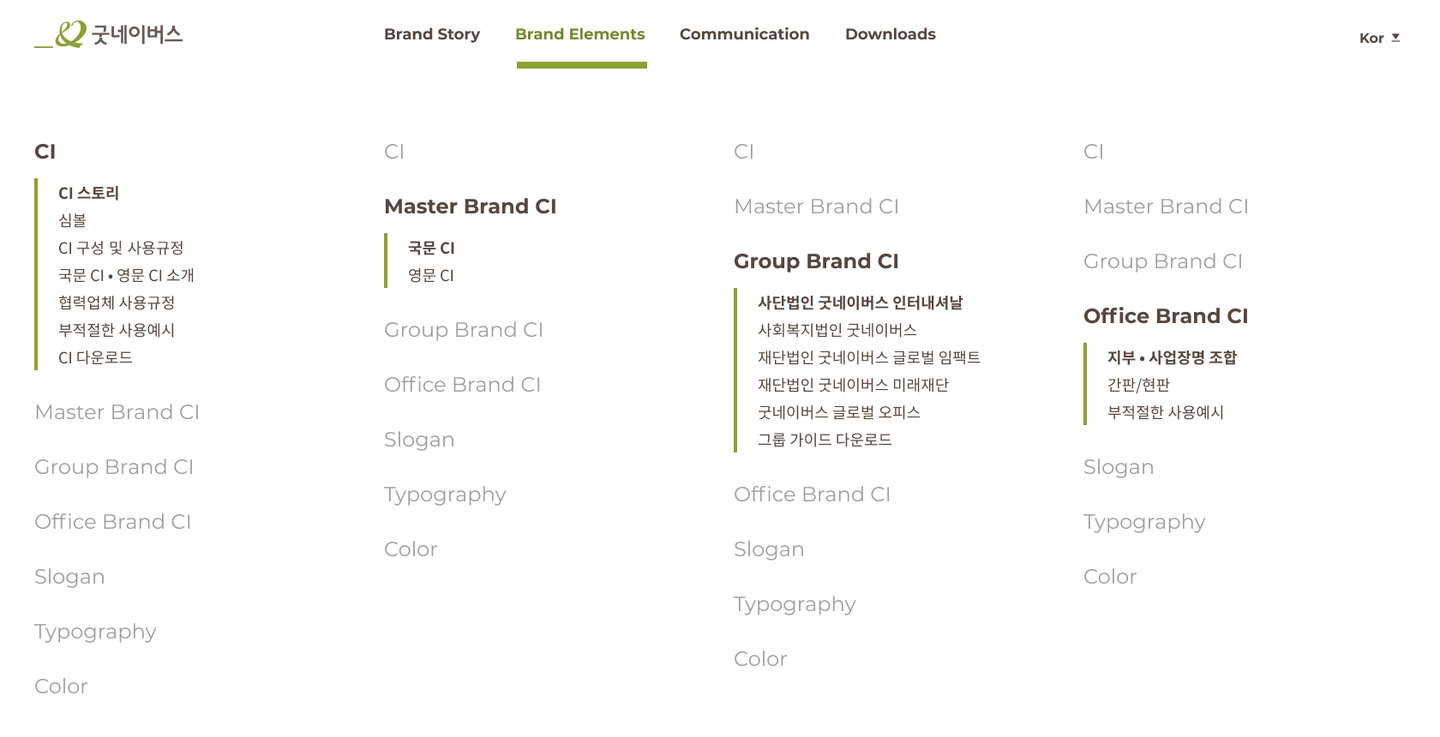 굿네이버스
Brand Story
Brand Elements
Communication
Downloads
Kor
CI
CI 스토리
심볼
CI 구성 및 사용규정
국문 CI • 영문 CI 소개
협력업체 사용규정
부적절한 사용예시
CI 다운로드
Master Brand CI
Group Brand CI
Office Brand CI
Slogan
Typography
Color
CI
Master Brand CI
국문 CI
영문 CI
Group Brand CI
Office Brand CI
Slogan
Typography
Color
CI
Master Brand CI
Group Brand CI
사단법인 굿네이버스 인터내셔날
사회복지법인 굿네이버스
재단법인 굿네이버스 글로벌 임팩트
재단법인 굿네이버스 미래재단
굿네이버스 글로벌 오피스
그룹 가이드 다운로드
Office Brand CI
Slogan
Typography
Color
CI
Master Brand CI
Group Brand CI
Office Brand CI
지부 • 사업장명 조합
간판/현판
부적절한 사용예시
Slogan
Typography
Color